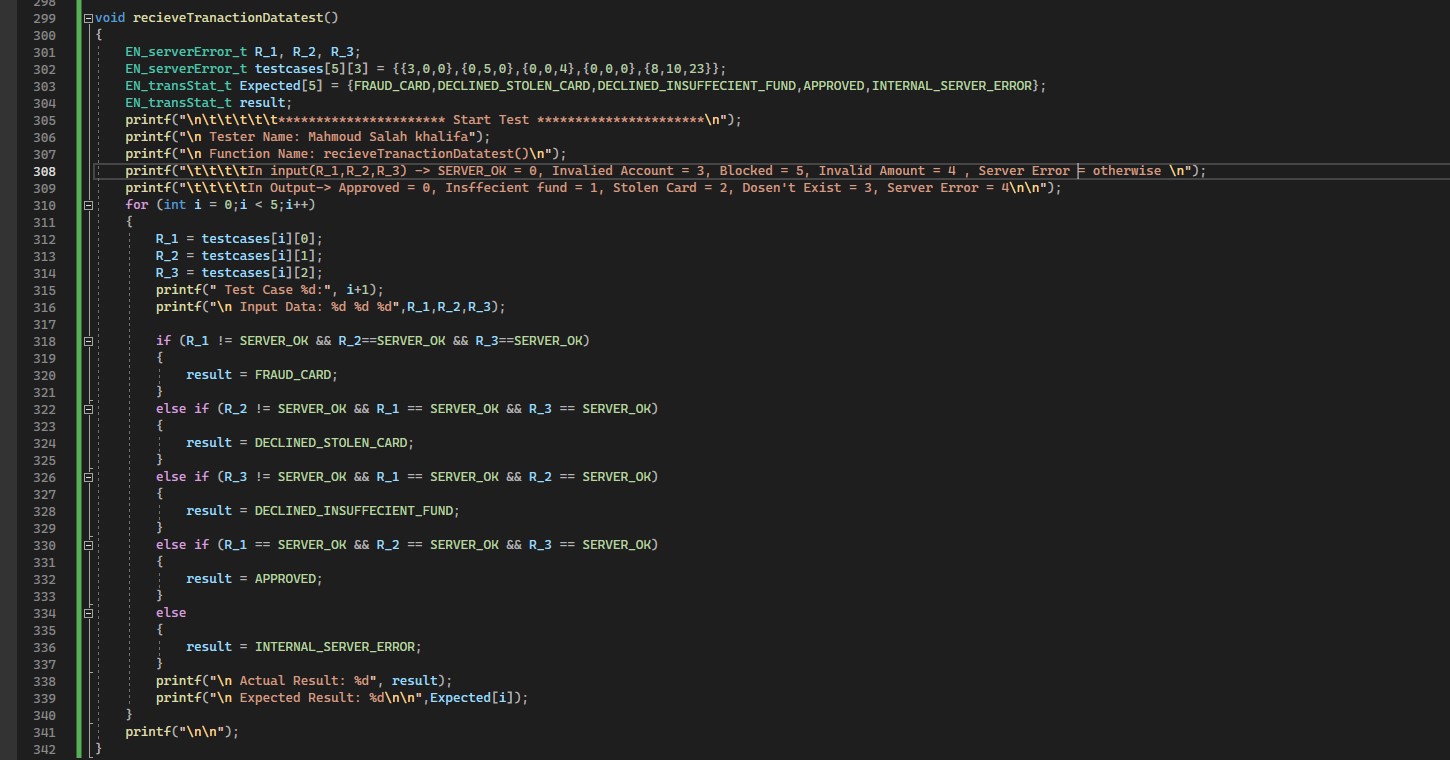 298
299 void recieveTranactionDatatest()
300 {
301 EN_serverError_t R_1, R_2, R_3;
302 EN_serverError_t testcases[5][3] = {{3,0,0},{0,5,0},{0,0,4},{0,0,0},{8,10,23}};
303 EN_transStat_t Expected[5] = {FRAUD_CARD,DECLINED_STOLEN_CARD,DECLINED_INSUFFECIENT_FUND,APPROVED,INTERNAL_SERVER_ERROR};
304 EN_transStat_t result;
305 printf("\n\t\t\t\t\t********************** Start Test **********************\n");
306 printf("\n Tester Name: Mahmoud Salah khalifa");
307 printf("\n Function Name: recieveTranactionDatatest()\n");
308 printf("\t\t\t\tIn input(R_1,R_2,R_3) -> SERVER_OK = 0, Invalied Account = 3, Blocked = 5, Invalid Amount = 4 , Server Error = otherwise \n");
309 printf("\t\t\t\tIn Output-> Approved = 0, Insffecient fund = 1, Stolen Card = 2, Dosen't Exist = 3, Server Error = 4\n\n");
310 for (int i = 0;i < 5;i++)
311 {
312 R_1 = testcases[i][0];
313 R_2 = testcases[i][1];
314 R_3 = testcases[i][2];
315 printf(" Test Case %d:", i+1);
316 printf("\n Input Data: %d %d %d",R_1,R_2,R_3);
317
318 if (R_1 != SERVER_OK && R_2==SERVER_OK && R_3==SERVER_OK)
319 {
320 result = FRAUD_CARD;
321 }
322 else if (R_2 != SERVER_OK && R_1 == SERVER_OK && R_3 == SERVER_OK)
323 {
324 result = DECLINED_STOLEN_CARD;
325 }
326 else if (R_3 != SERVER_OK && R_1 == SERVER_OK && R_2 == SERVER_OK)
327 {
328 result = DECLINED_INSUFFECIENT_FUND;
329 }
330 else if (R_1 == SERVER_OK && R_2 == SERVER_OK && R_3 == SERVER_OK)
331 {
332 result = APPROVED;
333 }
334 else
335 {
336 result = INTERNAL_SERVER_ERROR;
337 }
338 printf("\n Actual Result: %d", result);
339 printf("\n Expected Result: %d\n\n",Expected[i]);
340 }
341 printf("\n\n");
342 }